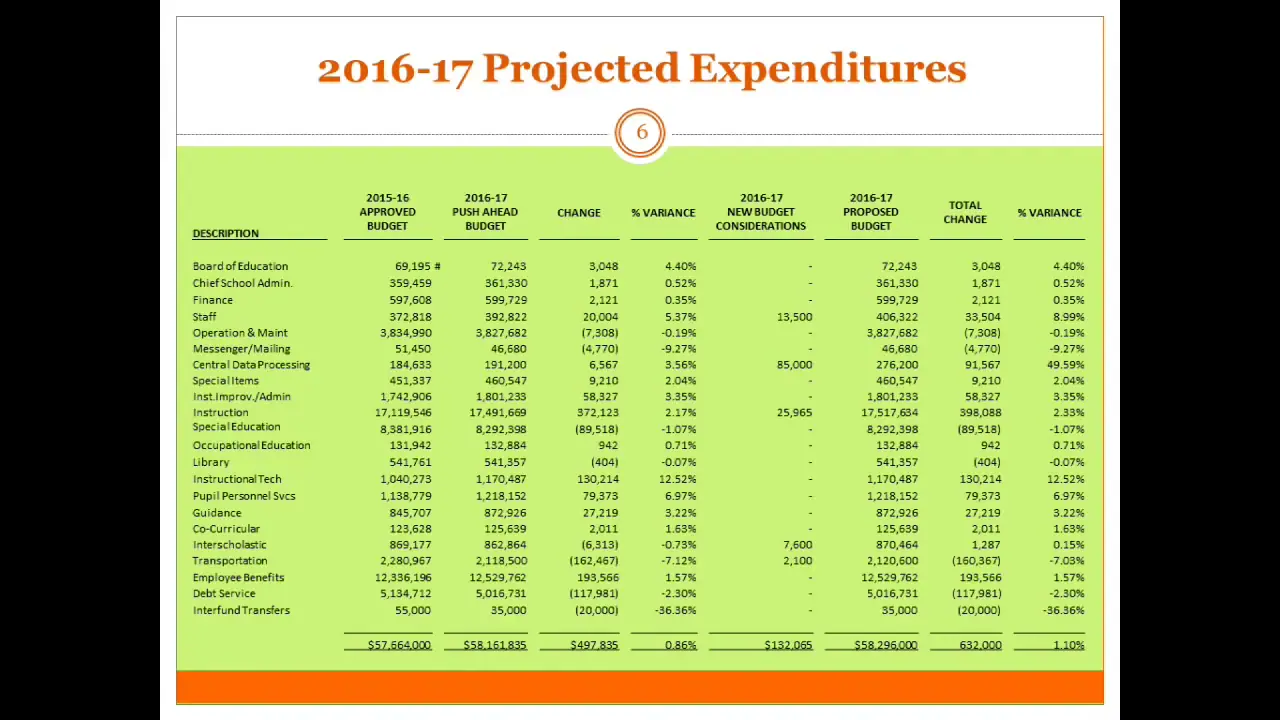 2016-17 Projected Expenditures
6
2015-16 2016-17 2016-17 2016-17
APPROVED PUSH AHEAD CHANGE % VARIANCE NEW BUDGET PROPOSED TOTAL CHANGE % VARIANCE
BUDGET BUDGET CONSIDERATIONS BUDGET
DESCRIPTION
Board of Education 69,195 # 72,243 3,048 4.40% - 72,243 3,048 4.40%
Chief School Admin. 359,459 361,330 1,871 0.52% - 361,330 1,871 0.52%
Finance 597,608 599,729 2,121 0.35% - 599,729 2,121 0.35%
Staff 372,818 392,822 20,004 5.37% 13,500 406,322 33,504 8.99%
Operation & Maint 3,834,990 3,827,682 (7,308) -0.19% - 3,827,682 (7,308) -0.19%
Messenger/Mailing 51,450 46,680 (4,770) -9.27% - 46,680 (4,770) -9.27%
Central Data Processing 184,633 191,200 6,567 3.56% 85,000 276,200 91,567 49.59%
Special Items 451,337 460,547 9,210 2.04% - 460,547 9,210 2.04%
Inst.Improv./Admin 1,742,906 1,801,233 58,327 3.35% - 1,801,233 58,327 3.35%
Instruction 17,119,546 17,491,669 372,123 2.17% 25,965 17,517,634 398,088 2.33%
Special Education 8,381,916 8,292,398 (89,518) -1.07% - 8,292,398 (89,518) -1.07%
Occupational Education 131,942 132,884 942 0.71% - 132,884 942 0.71%
Library 541,761 541,357 (404) -0.07% - 541,357 (404) -0.07%
Instructional Tech 1,040,273 1,170,487 130,214 12.52% - 1,170,487 130,214 12.52%
Pupil Personnel Svcs 1,138,779 1,218,152 79,373 6.97% - 1,218,152 79,373 6.97%
Guidance 845,707 872,926 27,219 3.22% - 872,926 27,219 3.22%
Co-Curricular 123,628 125,639 2,011 1.63% - 125,639 2,011 1.63%
Interscholastic 869,177 862,864 (6,313) -0.73% 7,600 870,464 1,287 0.15%
Transportation 2,280,967 2,118,500 (162,467) -7.12% 2,100 2,120,600 (160,367) -7.03%
Employee Benefits 12,336,196 12,529,762 193,566 1.57% - 12,529,762 193,566 1.57%
Debt Service 5,134,712 5,016,731 (117,981) -2.30% - 5,016,731 (117,981) -2.30%
Interfund Transfers 55,000 35,000 (20,000) -36.36% - 35,000 (20,000) -36.36%
$57,664,000 $58,161,835 $497,835 0.86% $132,065 $58,296,000 632,000 1.10%